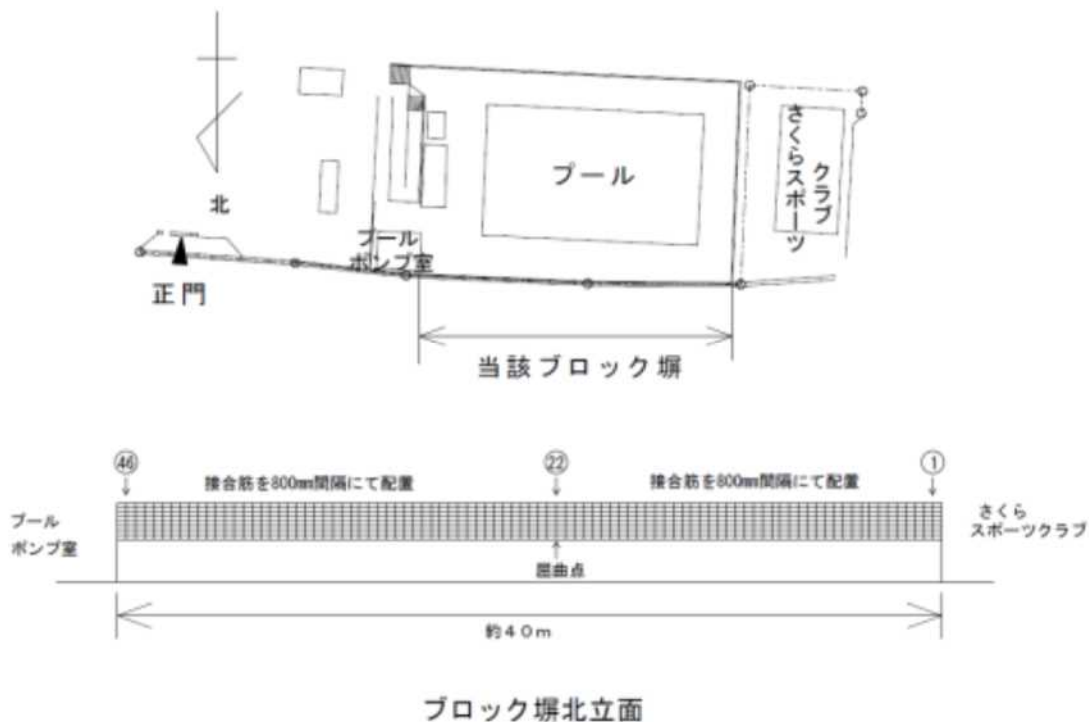 プール
さくらスポーツ
クラブ
北
プール
ポンプ室
正門
当該ブロック塀
㊻
㉒
①
接合筋を800mm間隔にて配置
接合筋を800mm間隔にて配置
プール
ポンプ室
さくら
スポーツクラブ
屈曲点
約40m
ブロック塀北立面